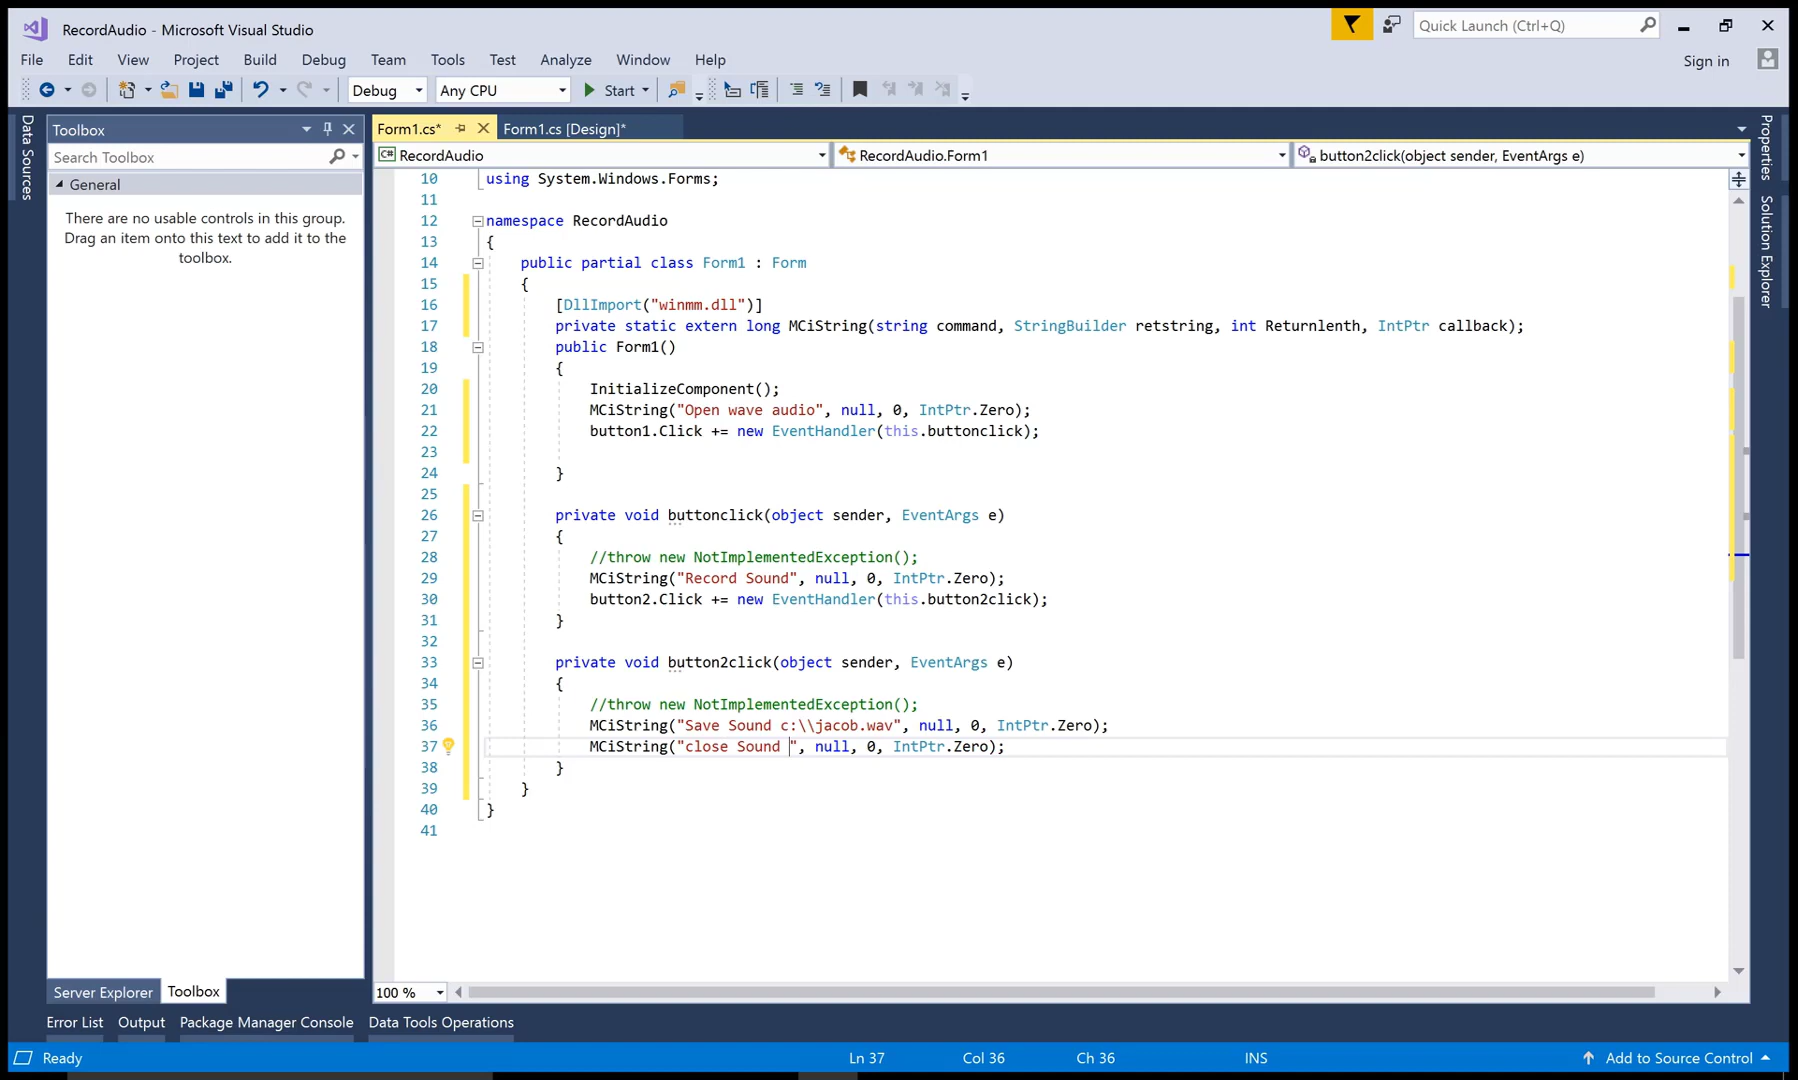 RecordAudio - Microsoft Visual Studio
Quick Launch (Ctrl+Q)
File Edit View Project Build Debug Team Tools Test Analyze Window Help
Sign in
Debug Any CPU Start
Data Sources
Toolbox
Search Toolbox
General
There are no usable controls in this group.
Drag an item onto this text to add it to the
toolbox.
Form1.cs* Form1.cs [Design]*
RecordAudio RecordAudio.Form1 button2click(object sender, EventArgs e)
10 using System.Windows.Forms;
11
12 namespace RecordAudio
13 {
14 public partial class Form1 : Form
15 {
16 [DllImport("winmm.dll")]
17 private static extern long MCiString(string command, StringBuilder retstring, int Returnlenth, IntPtr callback);
18 public Form1()
19 {
20 InitializeComponent();
21 MCiString("Open wave audio", null, 0, IntPtr.Zero);
22 button1.Click += new EventHandler(this.buttonclick);
23
24 }
25
26 private void buttonclick(object sender, EventArgs e)
27 {
28 //throw new NotImplementedException();
29 MCiString("Record Sound", null, 0, IntPtr.Zero);
30 button2.Click += new EventHandler(this.button2click);
31 }
32
33 private void button2click(object sender, EventArgs e)
34 {
35 //throw new NotImplementedException();
36 MCiString("Save Sound c:\\jacob.wav", null, 0, IntPtr.Zero);
37 MCiString("close Sound ", null, 0, IntPtr.Zero);
38 }
39 }
40 }
41
Properties
Solution Explorer
100 %
Server Explorer Toolbox
Error List Output Package Manager Console Data Tools Operations
Ready Ln 37 Col 36 Ch 36 INS Add to Source Control